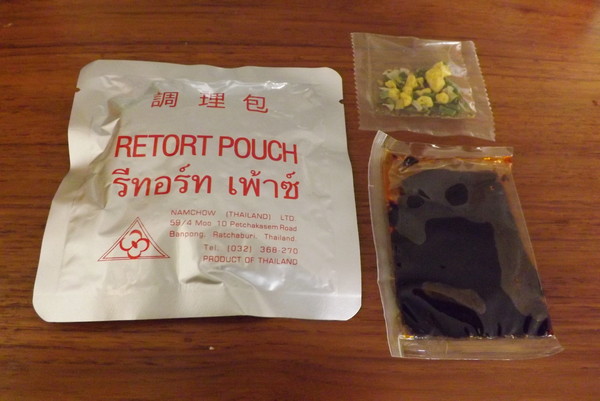 調理包
RETORT POUCH
รีทอร์ท เพ้าซ์
NAMCHOW (THAILAND) LTD.
59/4 Moo 10 Petchakasem Road
Banpong, Ratchaburi, Thailand.
Tel. (032) 368-270
PRODUCT OF THAILAND